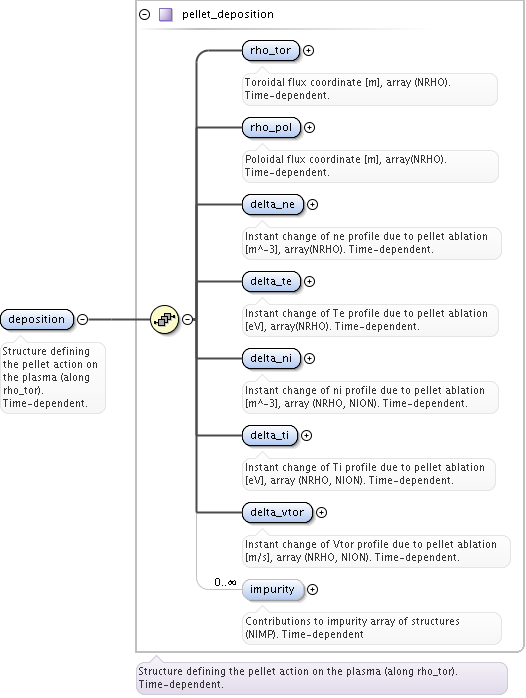 pellet_deposition
rho_tor
Toroidal flux coordinate [m], array (NRHO).
Time-dependent.
rho_pol
Poloidal flux coordinate [m], array(NRHO).
Time-dependent.
delta_ne
Instant change of ne profile due to pellet ablation
[m^-3], array(NRHO). Time-dependent.
delta_te
Instant change of Te profile due to pellet ablation
[eV], array(NRHO). Time-dependent.
deposition
Structure defining
the pellet action on
the plasma (along
rho_tor).
Time-dependent.
delta_ni
Instant change of ni profile due to pellet ablation
[m^-3], array (NRHO, NION). Time-dependent.
delta_ti
Instant change of Ti profile due to pellet ablation
[eV], array (NRHO, NION). Time-dependent.
delta_vtor
Instant change of Vtor profile due to pellet ablation
[m/s], array (NRHO, NION). Time-dependent.
0..∞
impurity
Contributions to impurity array of structures
(NIMP). Time-dependent
Structure defining the pellet action on the plasma (along rho_tor).
Time-dependent.